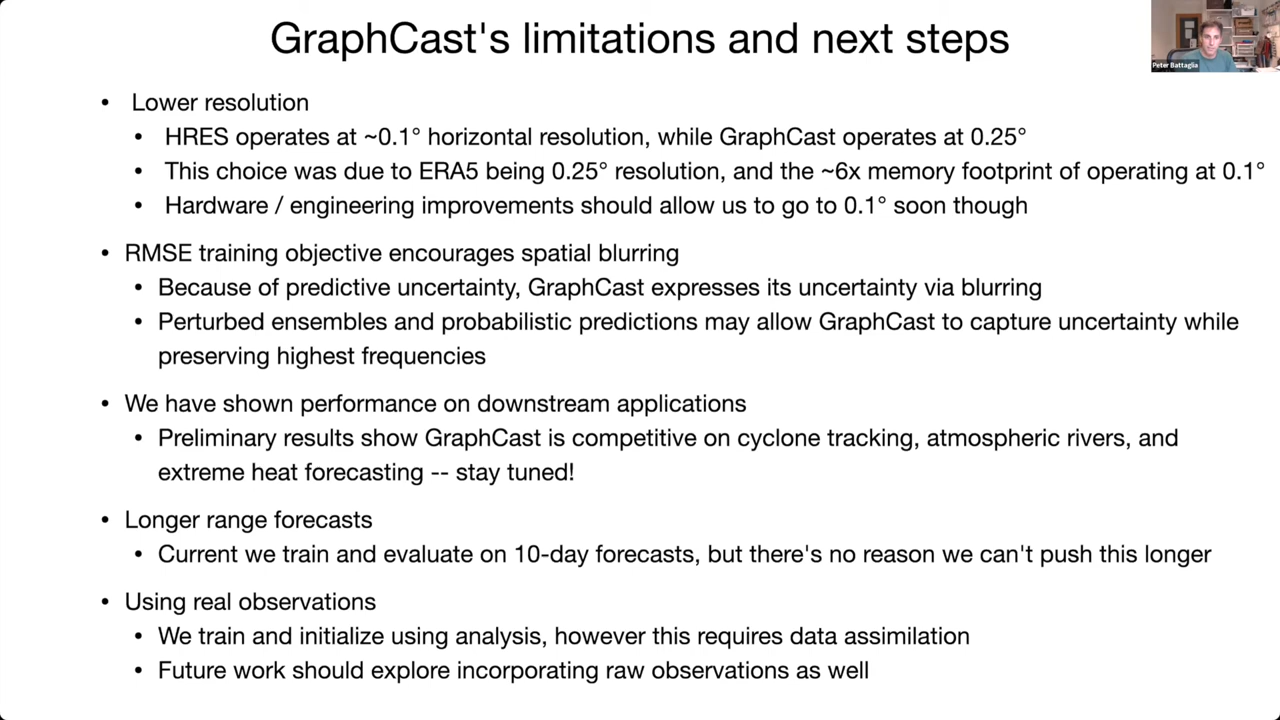 GraphCast's limitations and next steps
Peter Battaglia
• Lower resolution
• HRES operates at ~0.1° horizontal resolution, while GraphCast operates at 0.25°
• This choice was due to ERA5 being 0.25° resolution, and the ~6x memory footprint of operating at 0.1°
• Hardware / engineering improvements should allow us to go to 0.1° soon though
• RMSE training objective encourages spatial blurring
• Because of predictive uncertainty, GraphCast expresses its uncertainty via blurring
• Perturbed ensembles and probabilistic predictions may allow GraphCast to capture uncertainty while
preserving highest frequencies
• We have shown performance on downstream applications
• Preliminary results show GraphCast is competitive on cyclone tracking, atmospheric rivers, and
extreme heat forecasting -- stay tuned!
• Longer range forecasts
• Current we train and evaluate on 10-day forecasts, but there's no reason we can't push this longer
• Using real observations
• We train and initialize using analysis, however this requires data assimilation
• Future work should explore incorporating raw observations as well